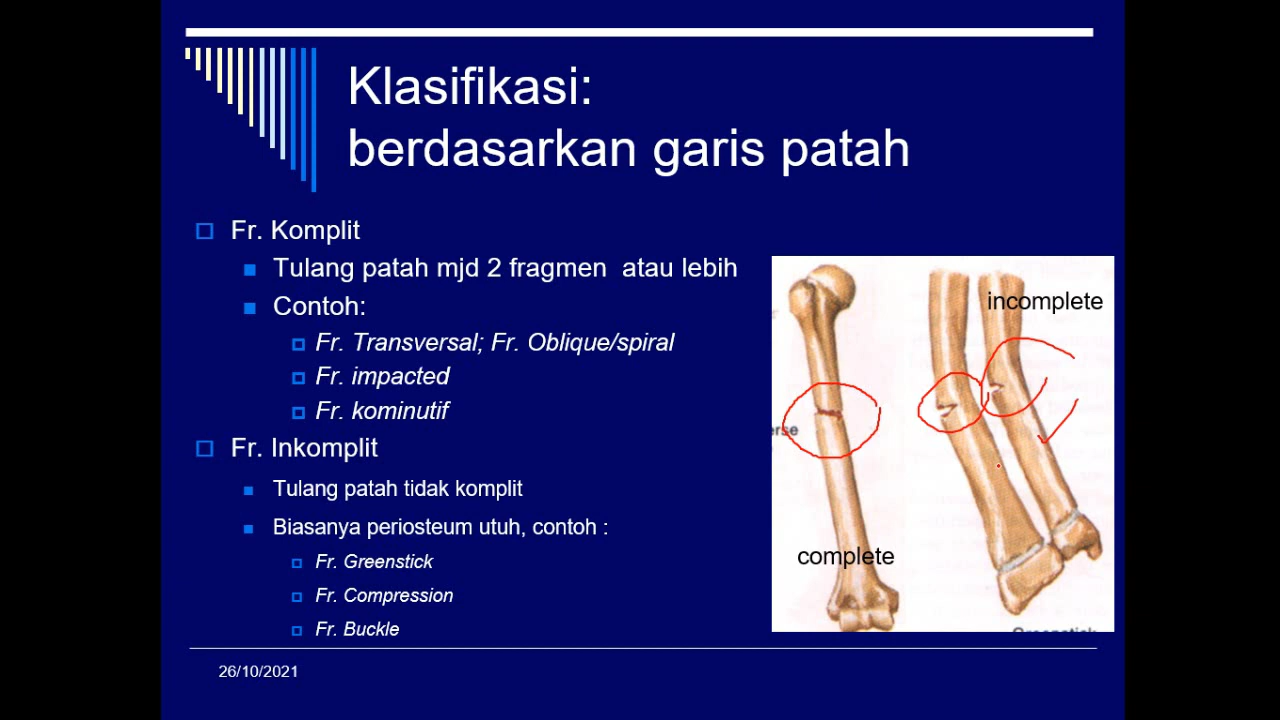 Klasifikasi:
berdasarkan garis patah
Fr. Komplit
Tulang patah mjd 2 fragmen atau lebih
Contoh:
Fr. Transversal; Fr. Oblique/spiral
Fr. impacted
Fr. kominutif
Fr. Inkomplit
Tulang patah tidak komplit
Biasanya periosteum utuh, contoh :
Fr. Greenstick
Fr. Compression
Fr. Buckle
incomplete
erse
complete
26/10/2021